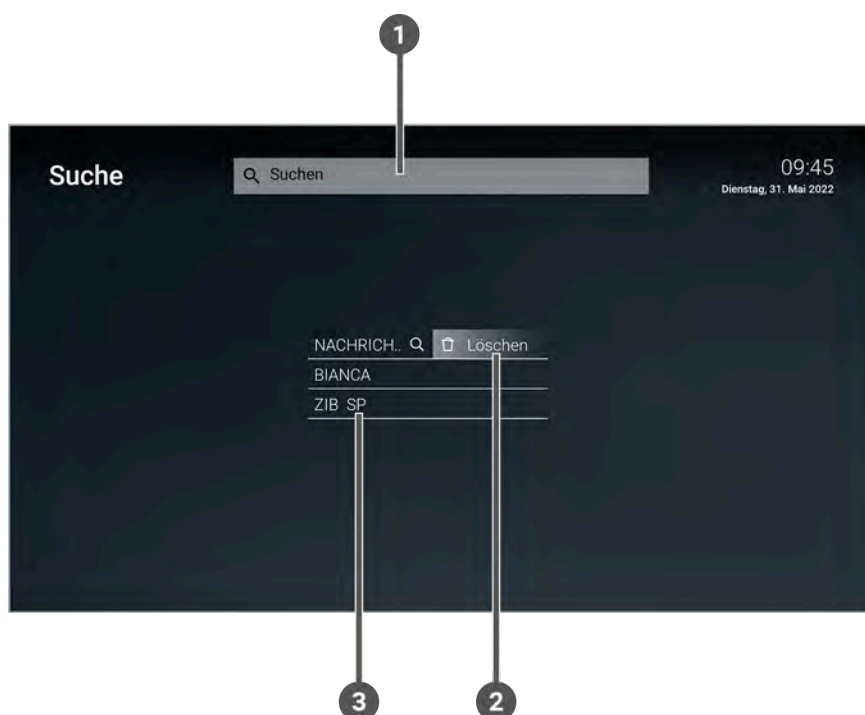 1
Suche
Suchen
09:45
Dienstag, 31. Mai 2022
NACHRICH.. Löschen
BIANCA
ZIB SP
3 2